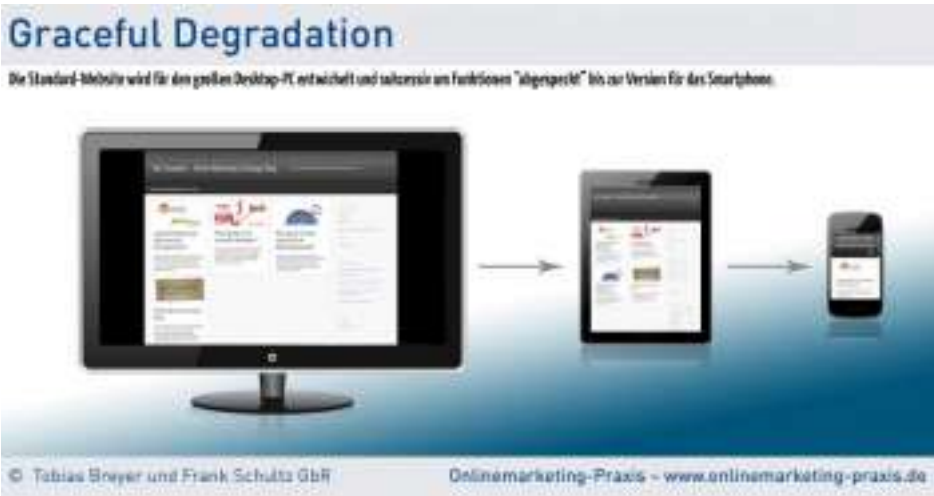 Graceful Degradation
Die Standard-Website wird für den großen Desktop-PC entwickelt und sukzessiv um Funktionen "abgespeckt" bis zur Version für das Smartphone.
© Tobias Breyer und Frank Schultz GbR
Onlinemarketing-Praxis - www.onlinemarketing-praxis.de